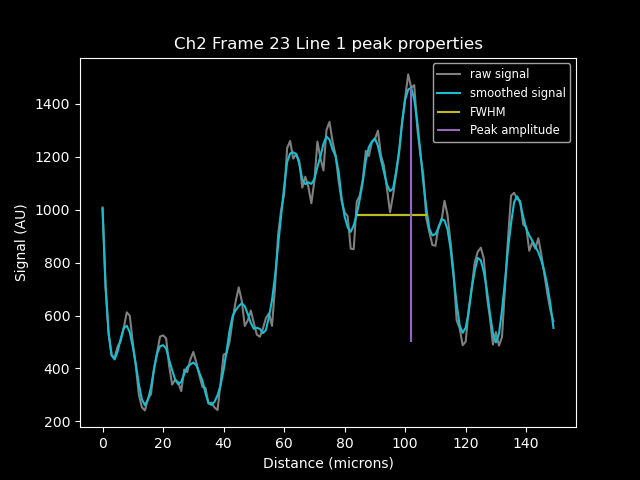 Ch2 Frame 23 Line 1 peak properties
raw signal
smoothed signal
FWHM
Peak amplitude
Signal (AU)
1400
1200
1000
800
600
400
200
0 20 40 60 80 100 120 140
Distance (microns)